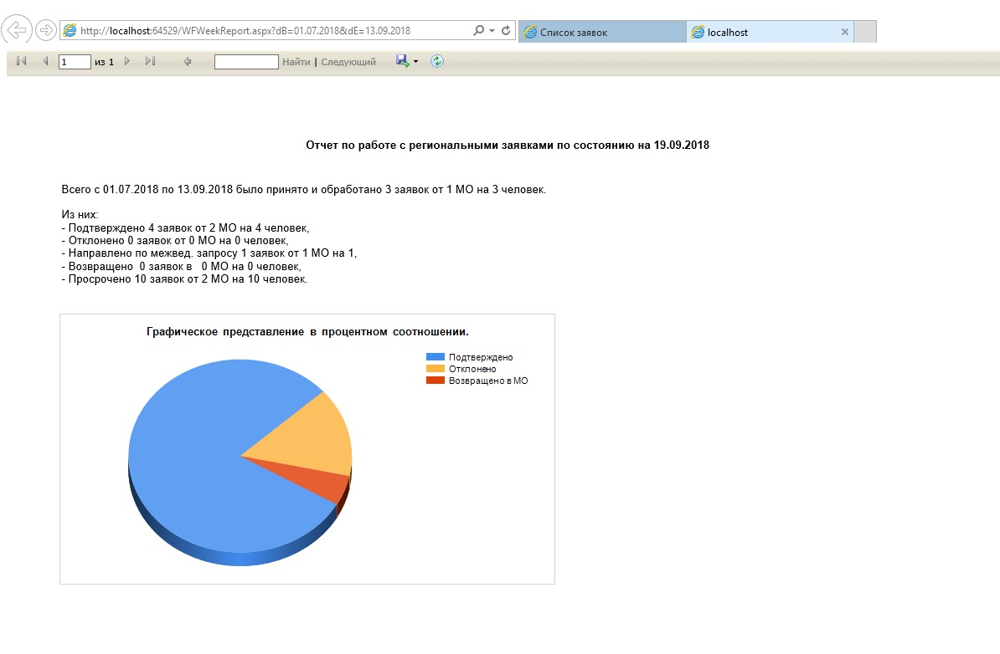 http://localhost:64529/WFWeekReport.aspx?dB=01.07.2018&dE=13.09.2018
Список заявок
localhost
1 из 1
Найти | Следующий
Отчет по работе с региональными заявками по состоянию на 19.09.2018
Всего с 01.07.2018 по 13.09.2018 было принято и обработано 3 заявок от 1 МО на 3 человек.
Из них:
- Подтверждено 4 заявок от 2 МО на 4 человек,
- Отклонено 0 заявок от 0 МО на 0 человек,
- Направлено по межвед. запросу 1 заявок от 1 МО на 1,
- Возвращено 0 заявок в 0 МО на 0 человек,
- Просрочено 10 заявок от 2 МО на 10 человек.
Графическое представление в процентном соотношении.
Подтверждено
Отклонено
Возвращено в МО